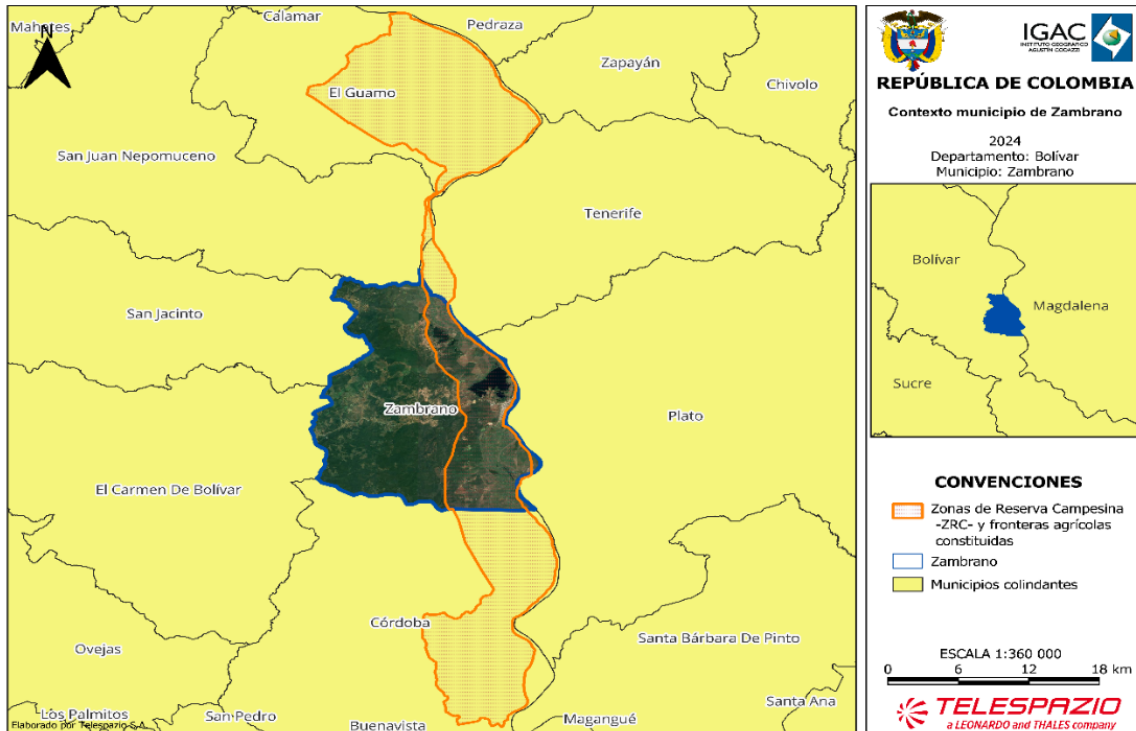 Mahates
Calamar
Pedraza
N
Zapayán
Chivolo
El Guamo
San Juan Nepomuceno
Tenerife
San Jacinto
Zambrano
Plato
El Carmen De Bolívar
Córdoba
Santa Bárbara De Pinto
Ovejas
Santa Ana
Los Palmitos
San Pedro
Buenavista
Magangué
Elaborado por Telespazio S.A.
IGAC
INSTITUTO GEOGRÁFICO
AGUSTÍN CODAZZI
REPÚBLICA DE COLOMBIA
Contexto municipio de Zambrano
2024
Departamento: Bolívar
Municipio: Zambrano
Bolívar
Magdalena
Sucre
CONVENCIONES
Zonas de Reserva Campesina
-ZRC- y fronteras agrícolas
constituidas
Zambrano
Municipios colindantes
ESCALA 1:360 000
0 6 12 18 km
TELESPAZIO
a LEONARDO and THALES company